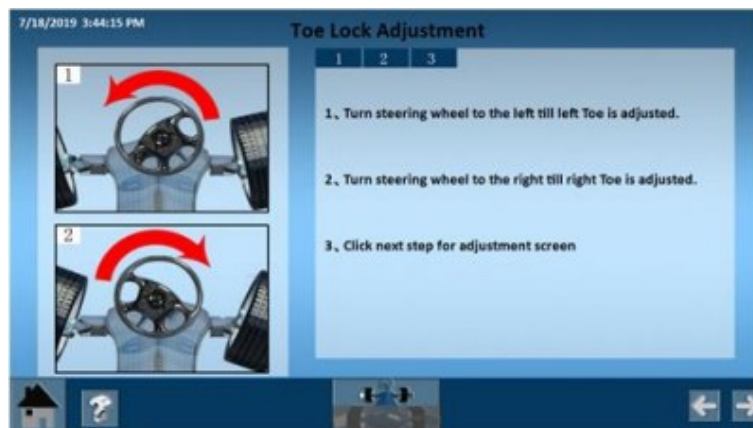 7/18/2019 3:44:15 PM
Toe Lock Adjustment
1 2 3
1
1、Turn steering wheel to the left till left Toe is adjusted.
2、Turn steering wheel to the right till right Toe is adjusted.
2
3、Click next step for adjustment screen
?